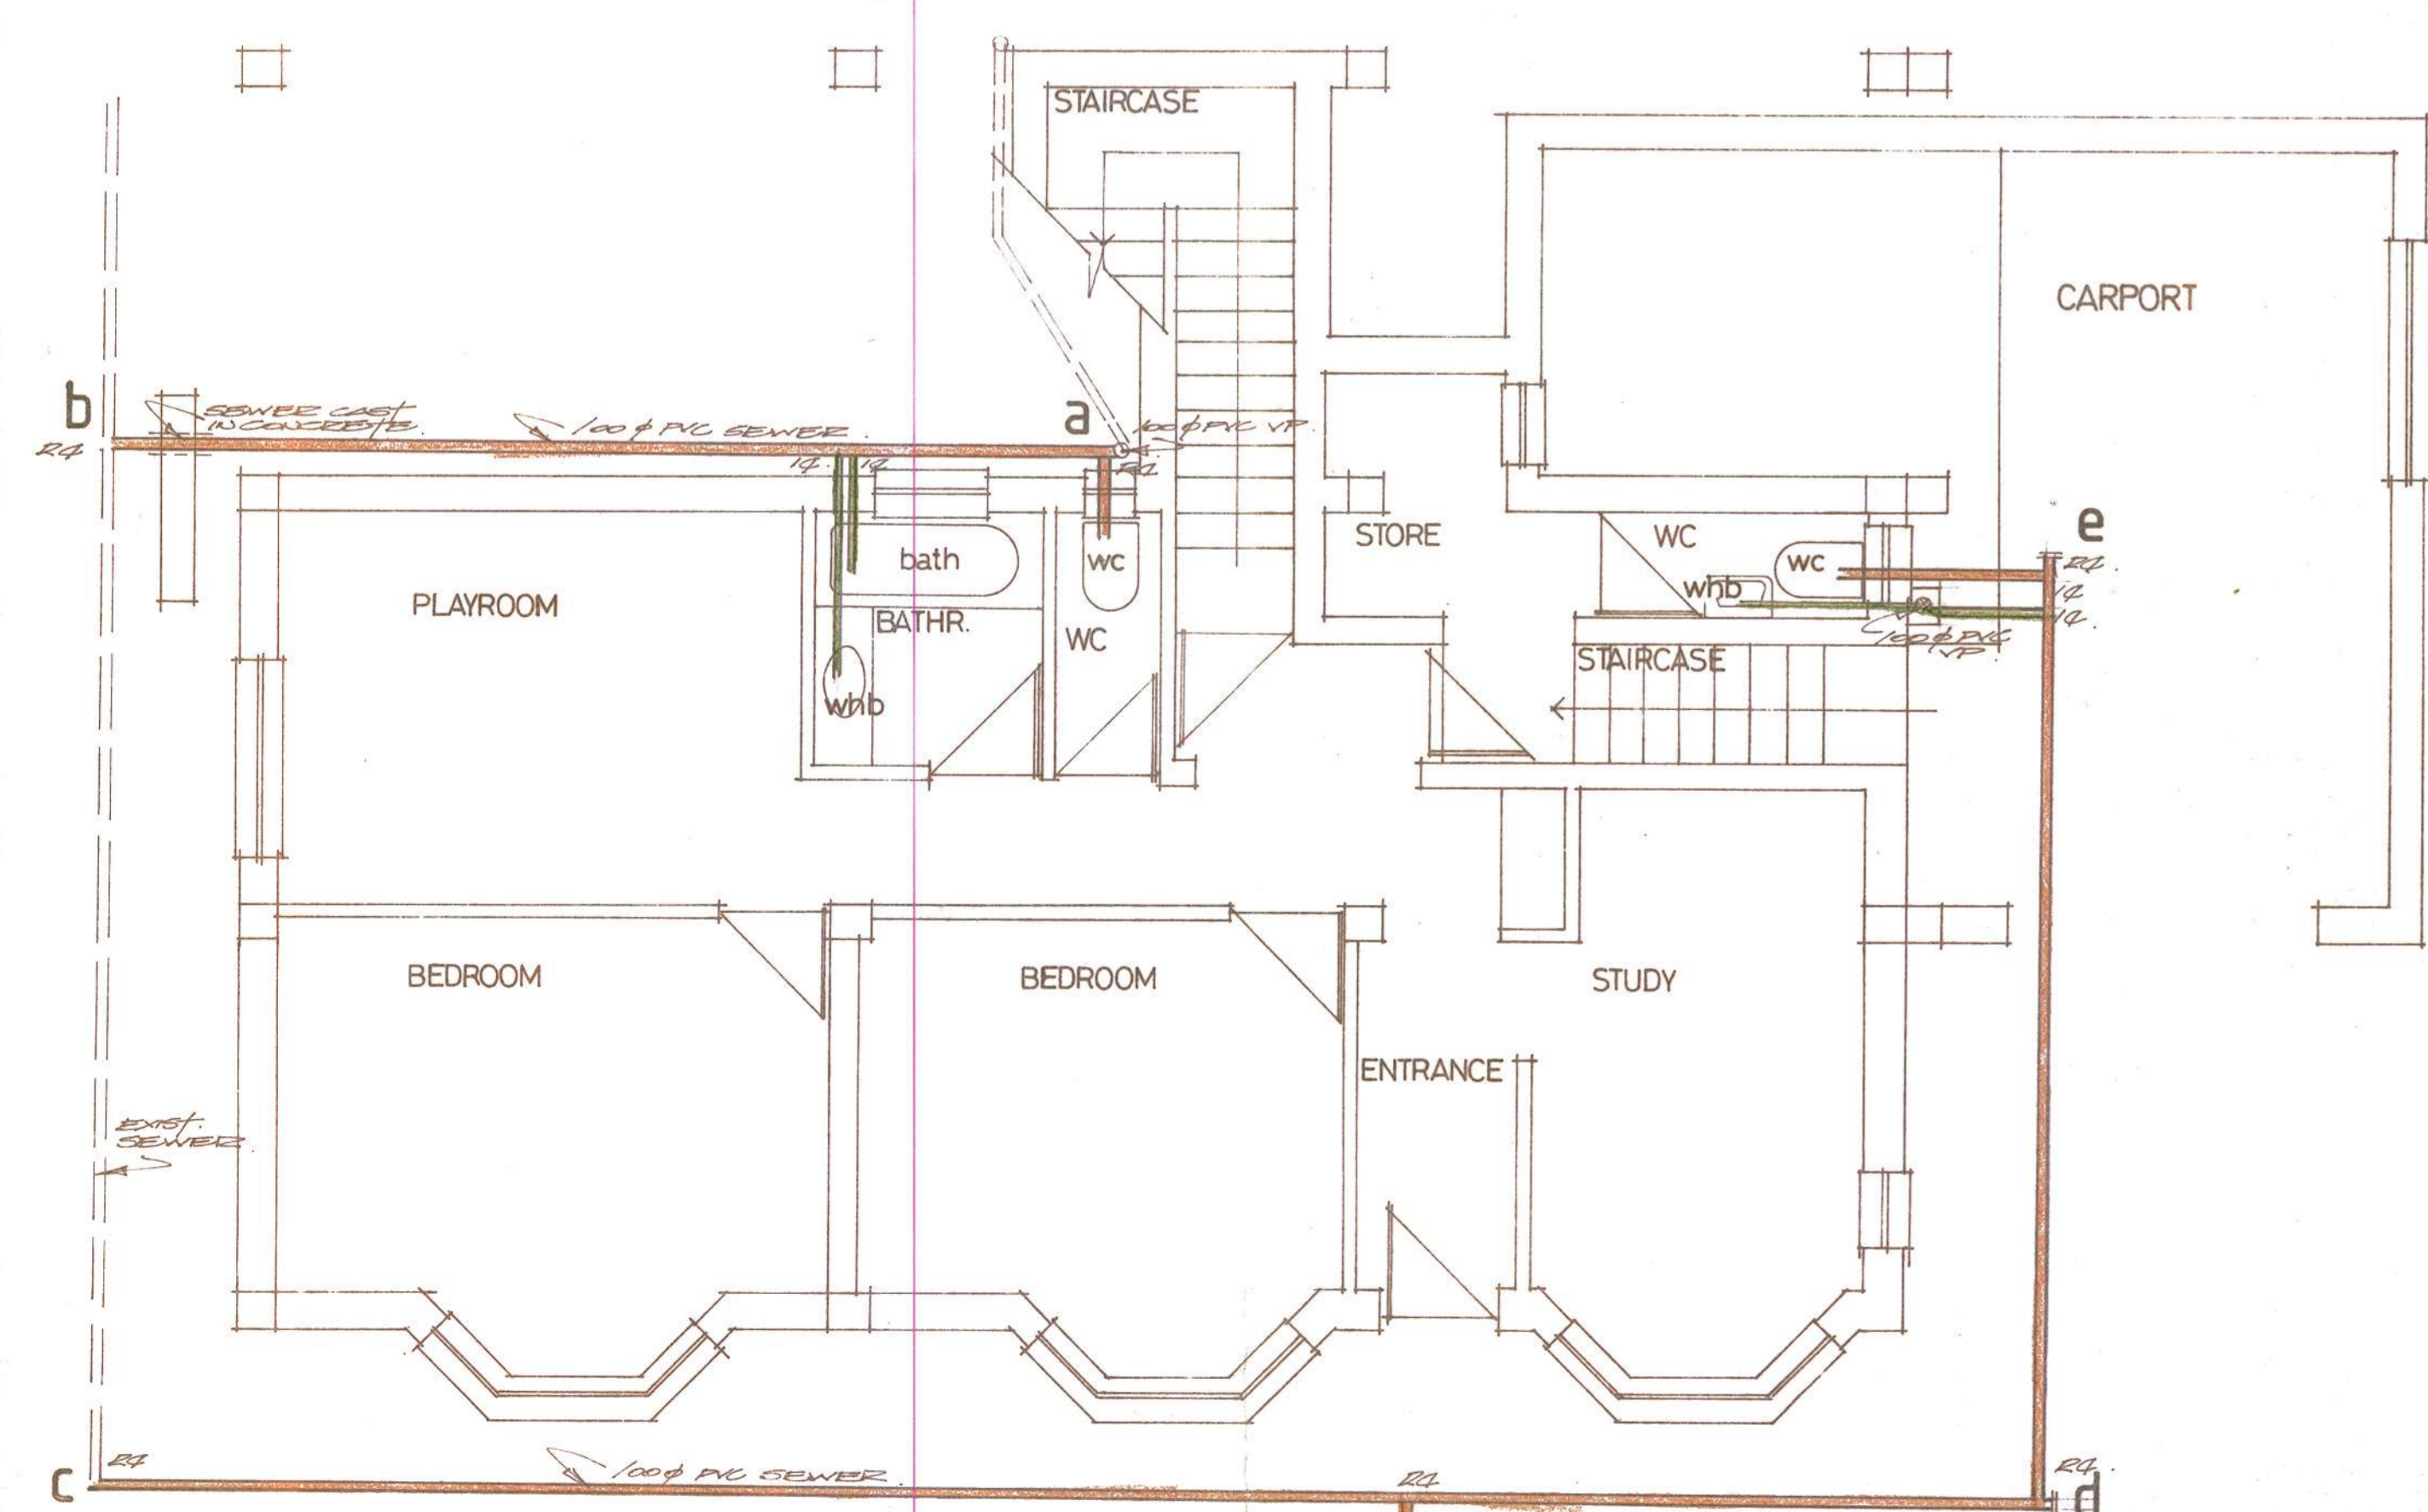 STAIRCASE
CARPORT
b
SEWER CAST
IN CONCRETE.
100 ϕ PVC SEWER.
a
100 ϕ PVC VP.
STORE
WC
wc
e
whb
100 ϕ PVC
VP.
STAIRCASE
PLAYROOM
bath
BATHR.
whb
wc
WC
BEDROOM
BEDROOM
STUDY
ENTRANCE
EXIST.
SEWER
c
100 ϕ PVC SEWER.
d